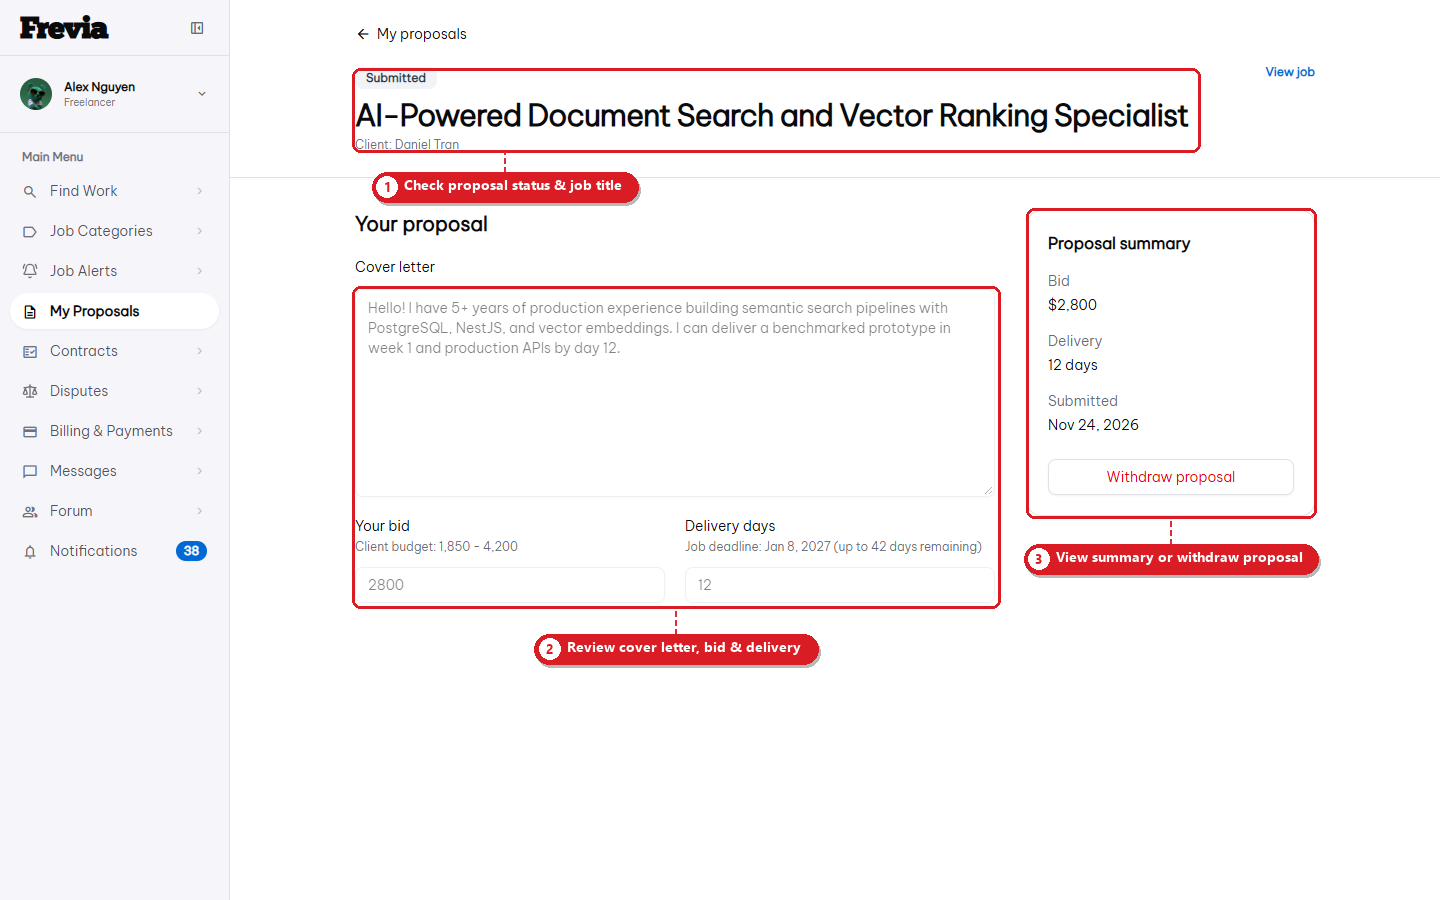 Frevia
Alex Nguyen
Freelancer
Main Menu
Find Work
Job Categories
Job Alerts
My Proposals
Contracts
Disputes
Billing & Payments
Messages
Forum
Notifications 38
My proposals
Submitted
View job
AI-Powered Document Search and Vector Ranking Specialist
Client: Daniel Tran
1 Check proposal status & job title
Your proposal
Cover letter
Hello! I have 5+ years of production experience building semantic search pipelines with
PostgreSQL, NestJS, and vector embeddings. I can deliver a benchmarked prototype in
week 1 and production APIs by day 12.
Your bid
Client budget: 1,850 - 4,200
2800
Delivery days
Job deadline: Jan 8, 2027 (up to 42 days remaining)
12
2 Review cover letter, bid & delivery
Proposal summary
Bid
$2,800
Delivery
12 days
Submitted
Nov 24, 2026
Withdraw proposal
3 View summary or withdraw proposal